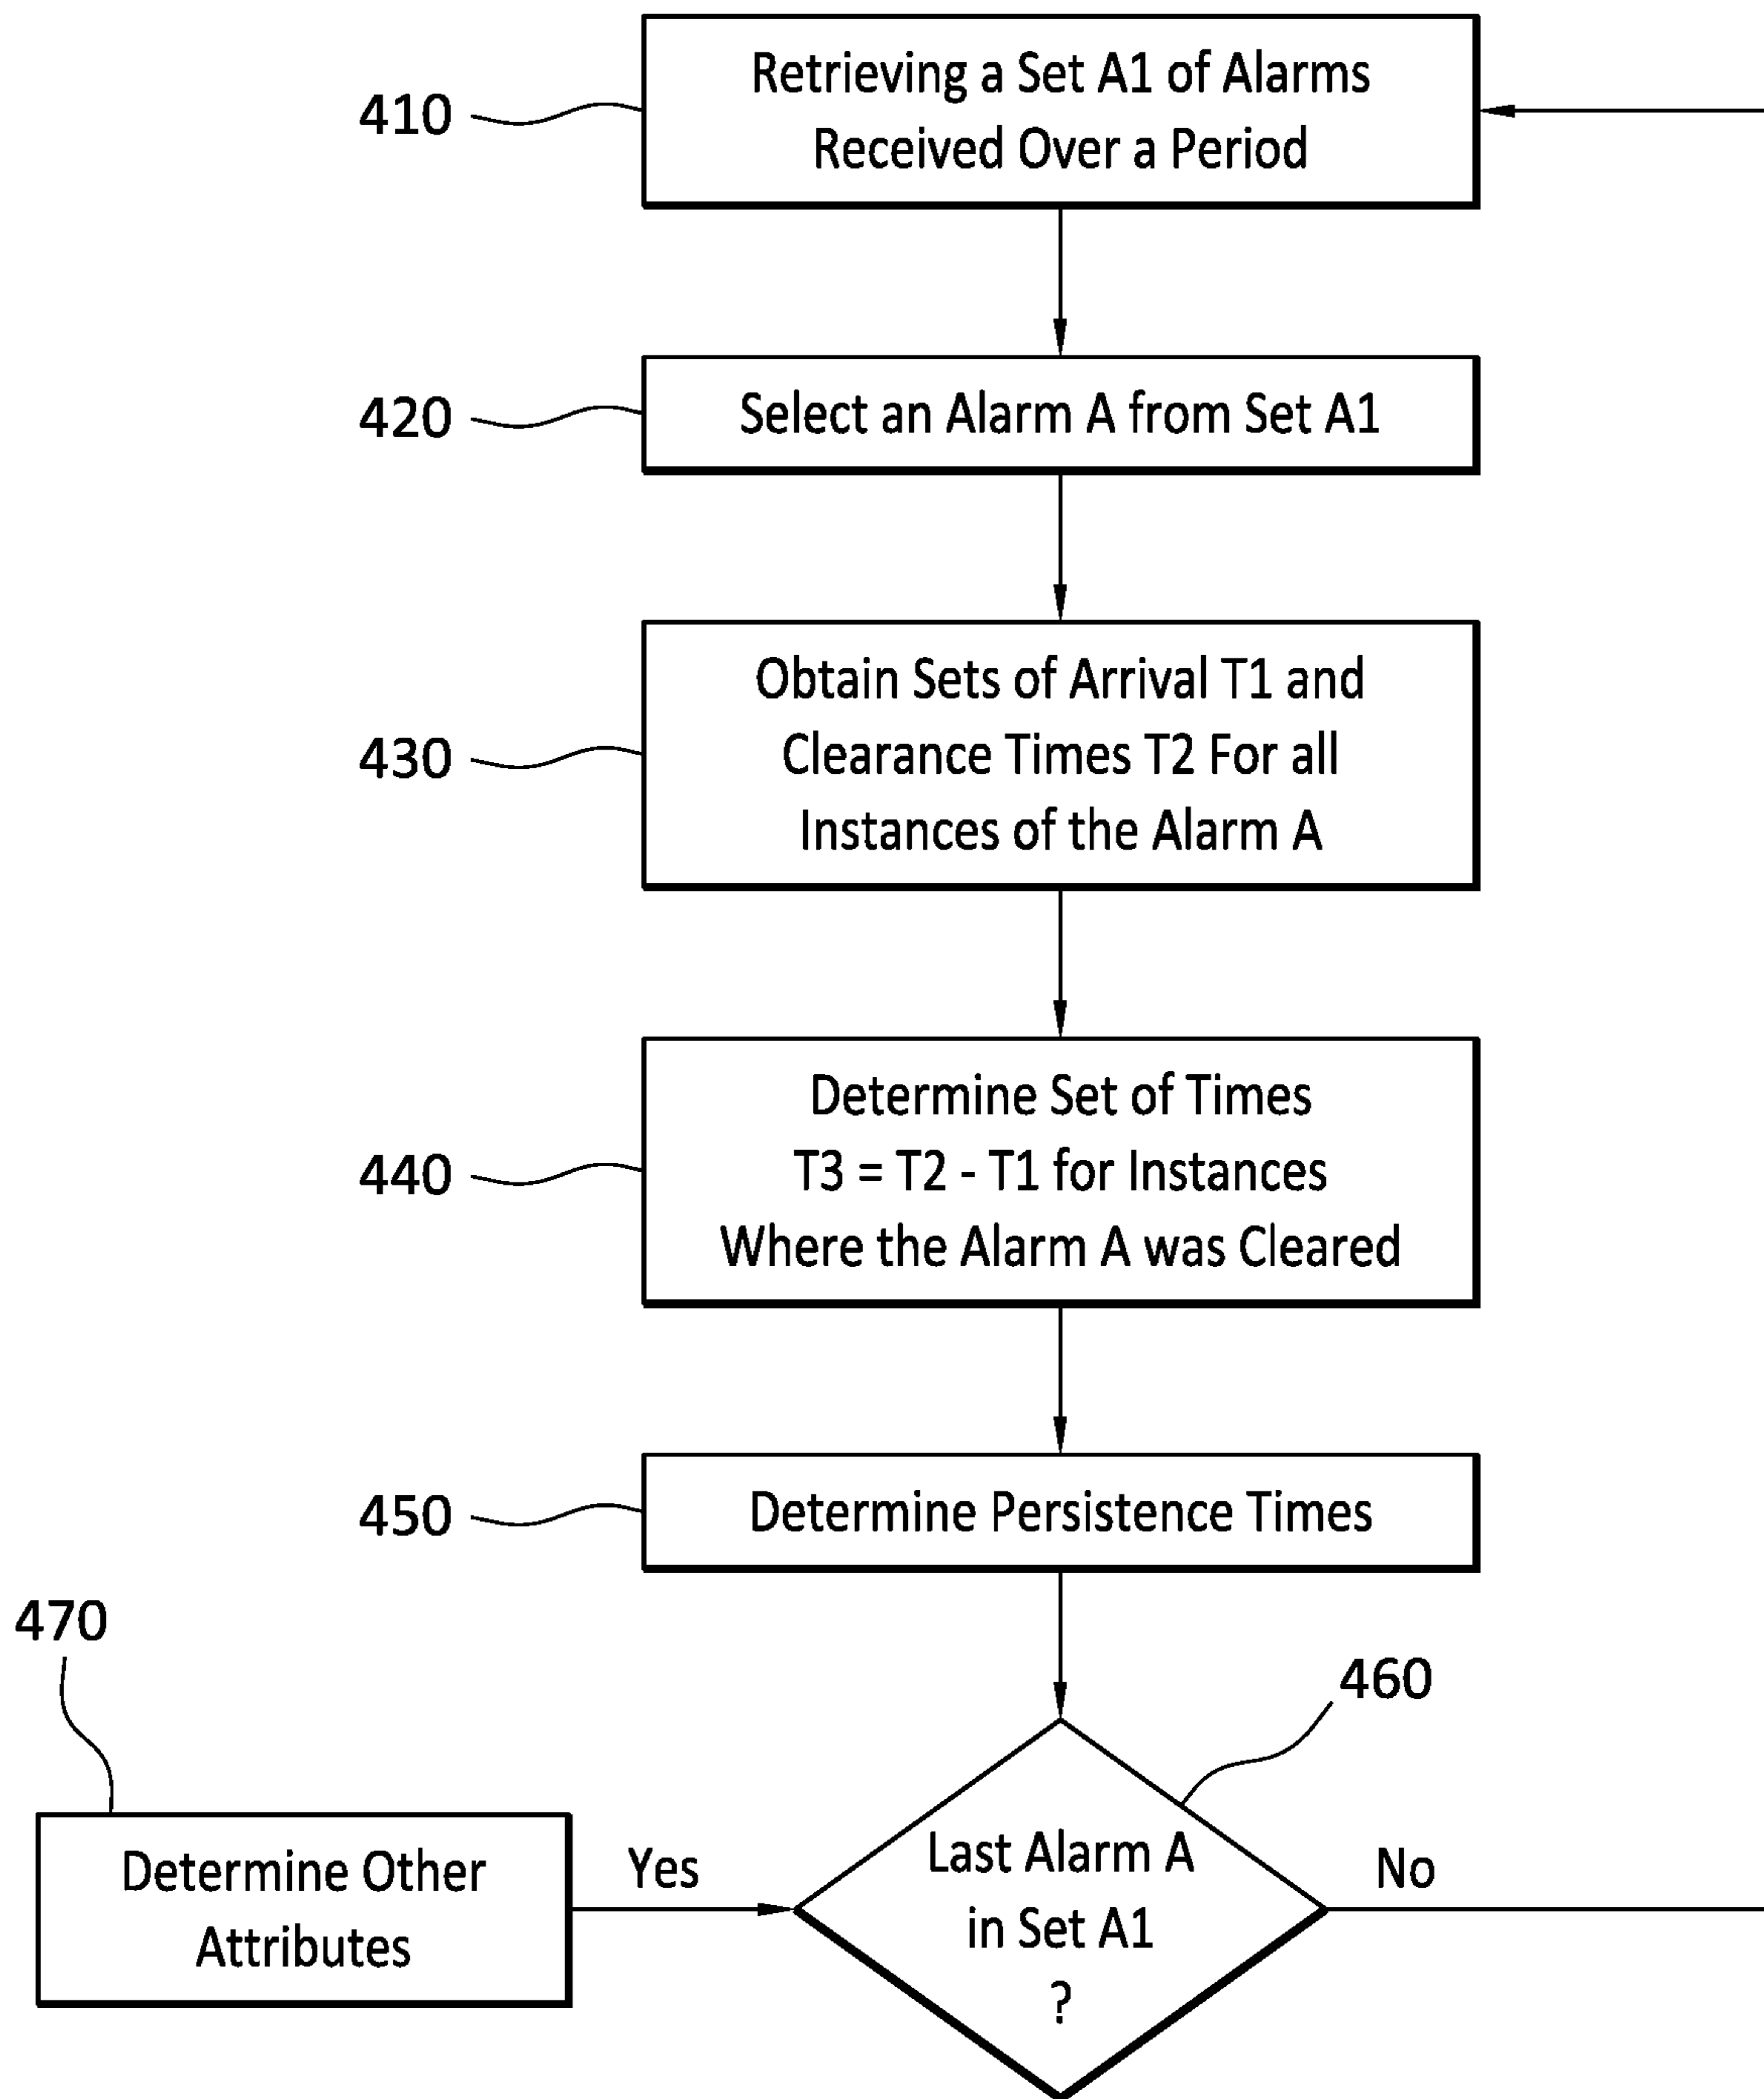 410
Retrieving a Set A1 of Alarms
Received Over a Period
420
Select an Alarm A from Set A1
430
Obtain Sets of Arrival T1 and
Clearance Times T2 For all
Instances of the Alarm A
440
Determine Set of Times
T3 = T2 - T1 for Instances
Where the Alarm A was Cleared
450
Determine Persistence Times
470
460
Determine Other
Attributes
Yes
Last Alarm A
in Set A1
?
No